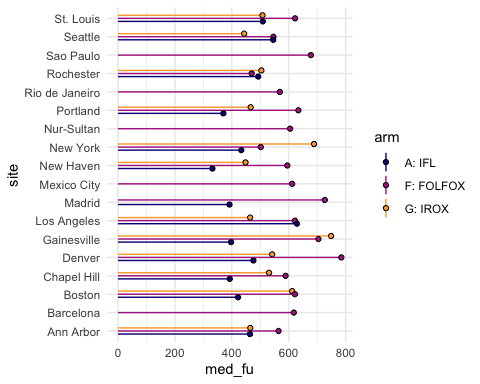 St. Louis
Seattle
Sao Paulo
Rochester
Rio de Janeiro
Portland
Nur-Sultan
New York
New Haven
Mexico City
Madrid
Los Angeles
Gainesville
Denver
Chapel Hill
Boston
Barcelona
Ann Arbor
site
0 200 400 600 800
med_fu
arm
A: IFL
F: FOLFOX
G: IROX